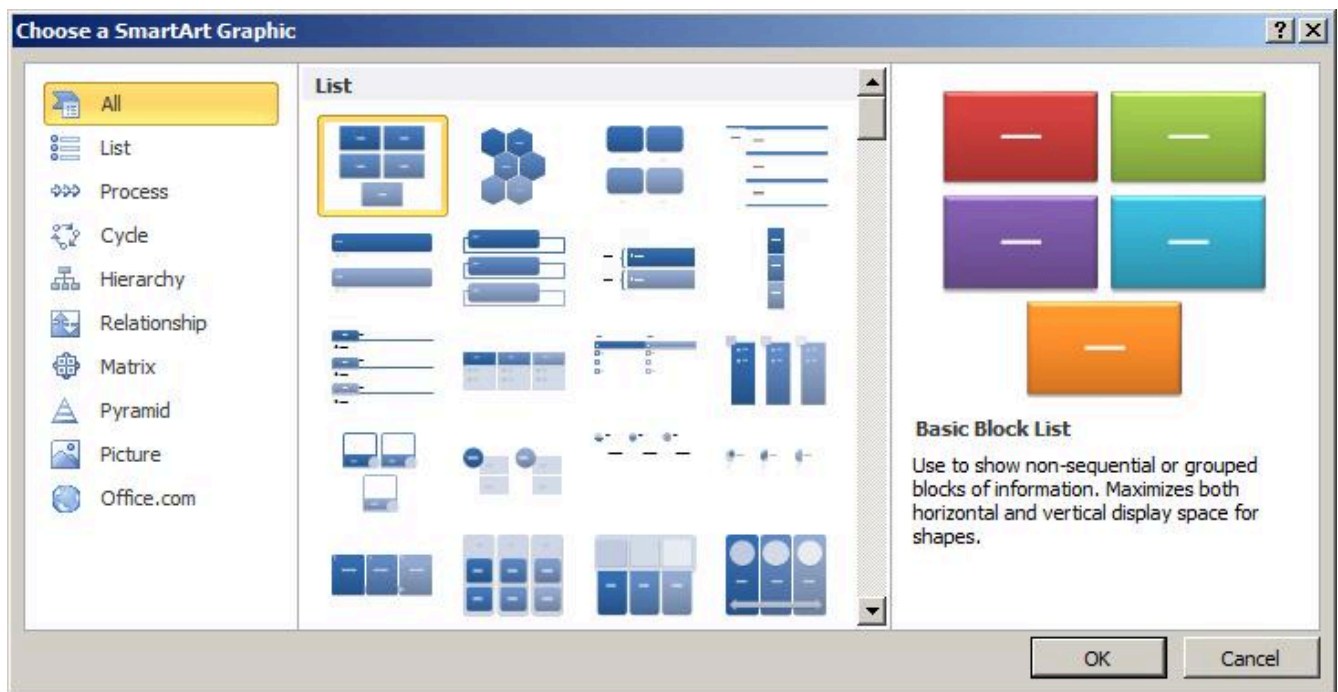 Choose a SmartArt Graphic
All
List
Process
Cycle
Hierarchy
Relationship
Matrix
Pyramid
Picture
Office.com
List
Basic Block List
Use to show non-sequential or grouped
blocks of information. Maximizes both
horizontal and vertical display space for
shapes.
OK
Cancel